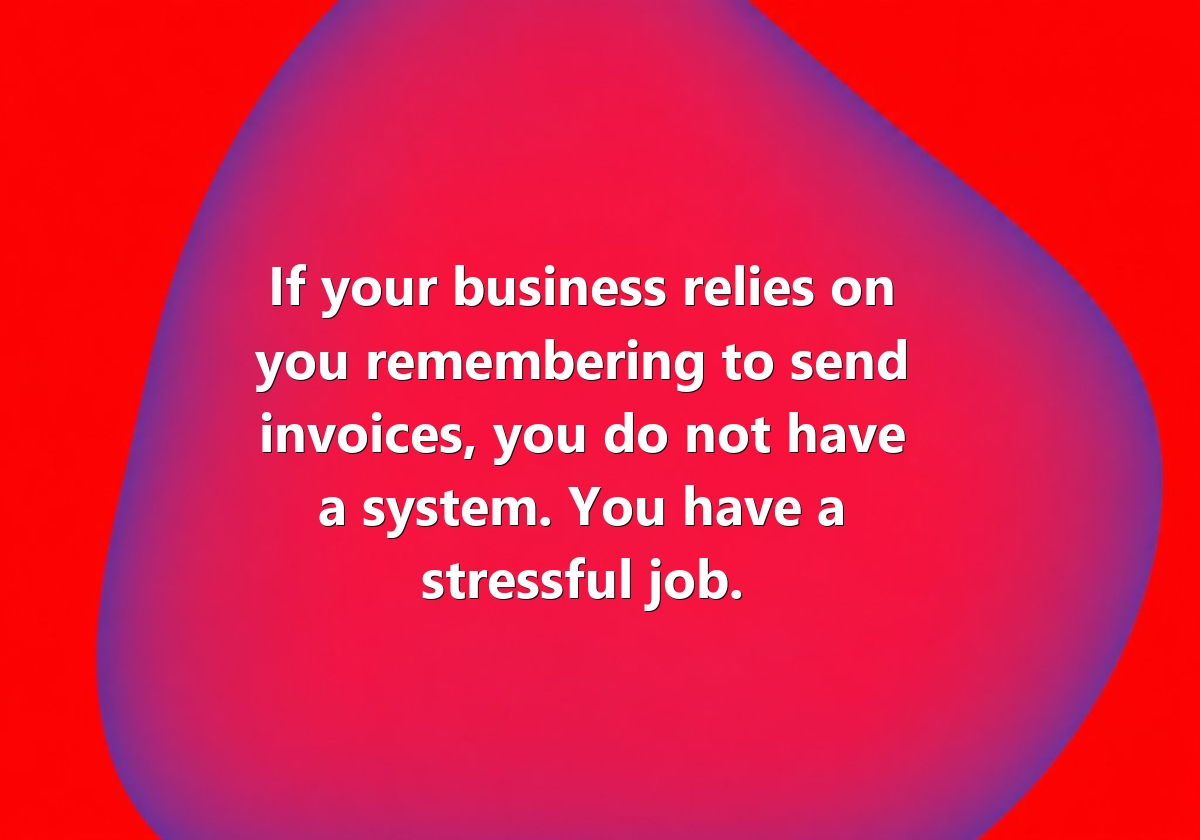 If your business relies on
you remembering to send
invoices, you do not have
a system. You have a
stressful job.